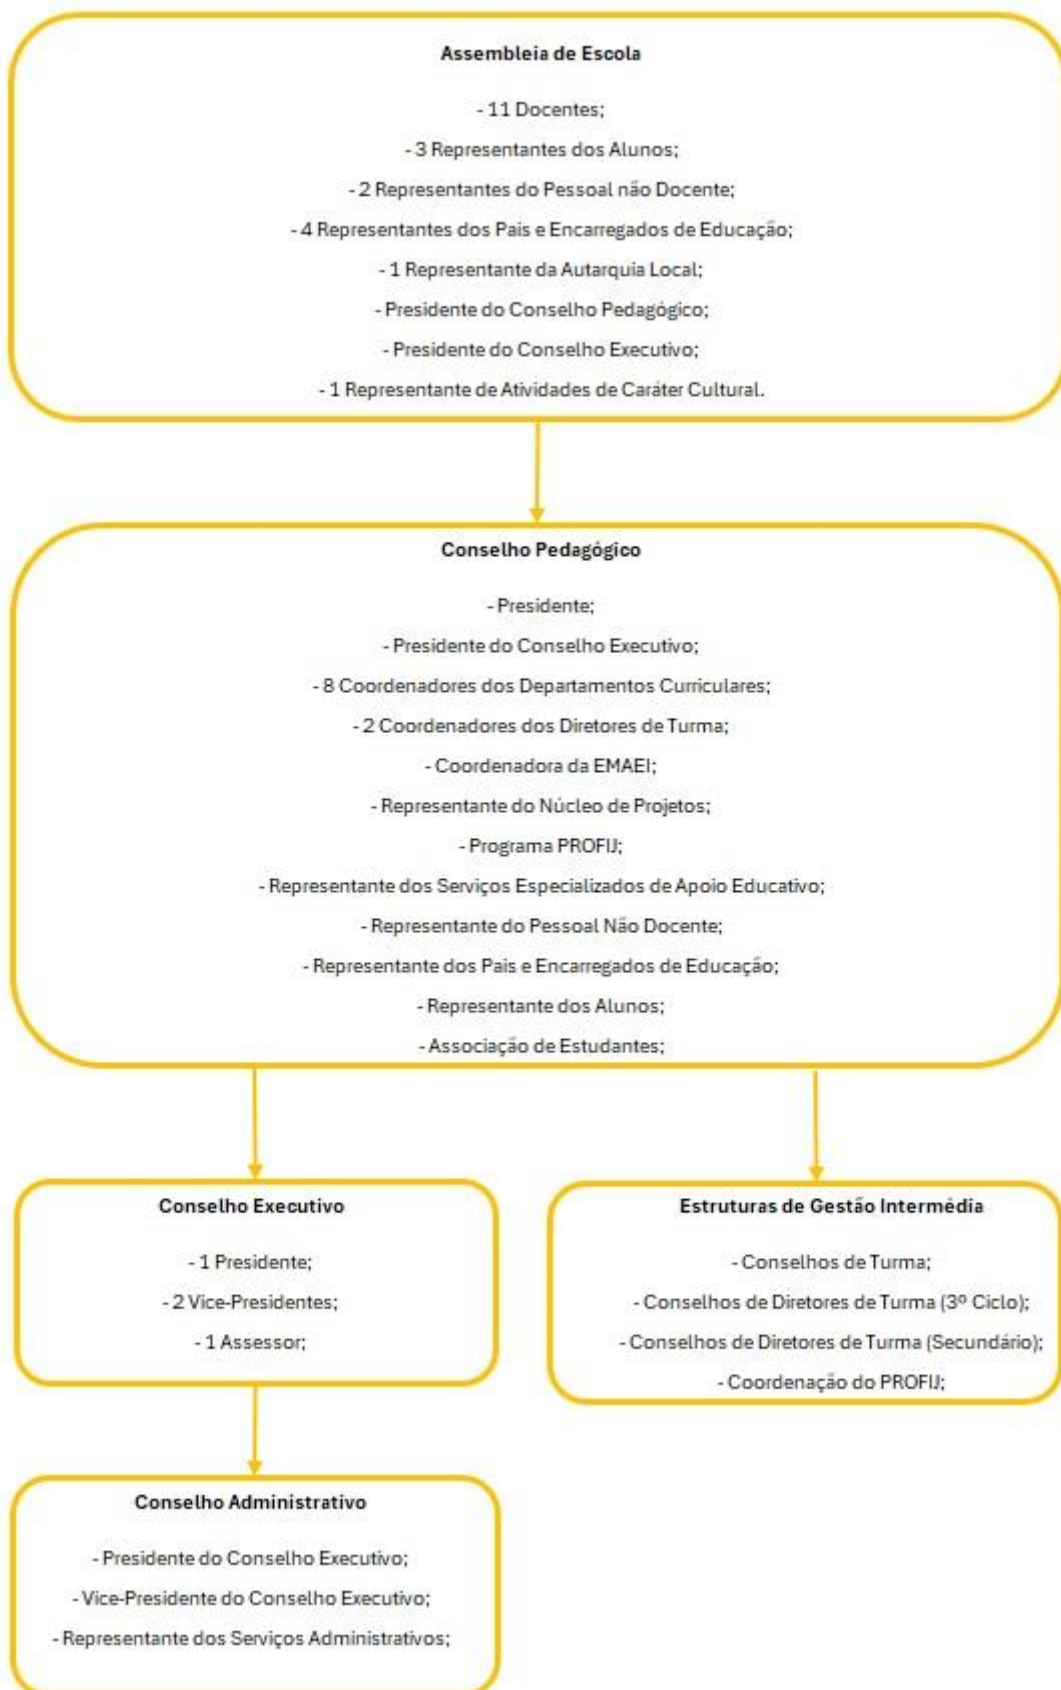 Assembleia de Escola
- 11 Docentes;
- 3 Representantes dos Alunos;
- 2 Representantes do Pessoal não Docente;
- 4 Representantes dos Pais e Encarregados de Educação;
- 1 Representante da Autarquia Local;
- Presidente do Conselho Pedagógico;
- Presidente do Conselho Executivo;
- 1 Representante de Atividades de Caráter Cultural.
Conselho Pedagógico
- Presidente;
- Presidente do Conselho Executivo;
- 8 Coordenadores dos Departamentos Curriculares;
- 2 Coordenadores dos Diretores de Turma;
- Coordenadora da EMAEI;
- Representante do Núcleo de Projetos;
- Programa PROFIJ;
- Representante dos Serviços Especializados de Apoio Educativo;
- Representante do Pessoal Não Docente;
- Representante dos Pais e Encarregados de Educação;
- Representante dos Alunos;
- Associação de Estudantes;
Conselho Executivo
- 1 Presidente;
- 2 Vice-Presidentes;
- 1 Assessor;
Estruturas de Gestão Intermédia
- Conselhos de Turma;
- Conselhos de Diretores de Turma (3º Ciclo);
- Conselhos de Diretores de Turma (Secundário);
- Coordenação do PROFIJ;
Conselho Administrativo
- Presidente do Conselho Executivo;
- Vice-Presidente do Conselho Executivo;
- Representante dos Serviços Administrativos;